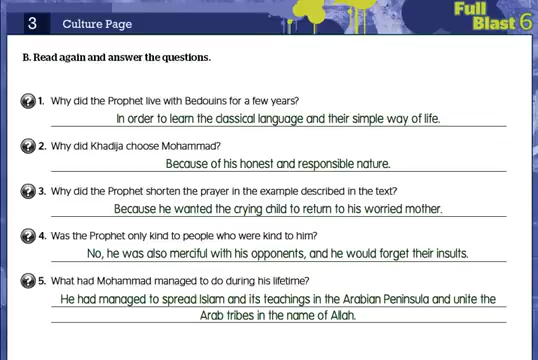 3 Culture Page
Full
Blast 6
B. Read again and answer the questions.
1. Why did the Prophet live with Bedouins for a few years?
In order to learn the classical language and their simple way of life.
2. Why did Khadija choose Mohammad?
Because of his honest and responsible nature.
3. Why did the Prophet shorten the prayer in the example described in the text?
Because he wanted the crying child to return to his worried mother.
4. Was the Prophet only kind to people who were kind to him?
No, he was also merciful with his opponents, and he would forget their insults.
5. What had Mohammad managed to do during his lifetime?
He had managed to spread Islam and its teachings in the Arabian Peninsula and unite the
Arab tribes in the name of Allah.